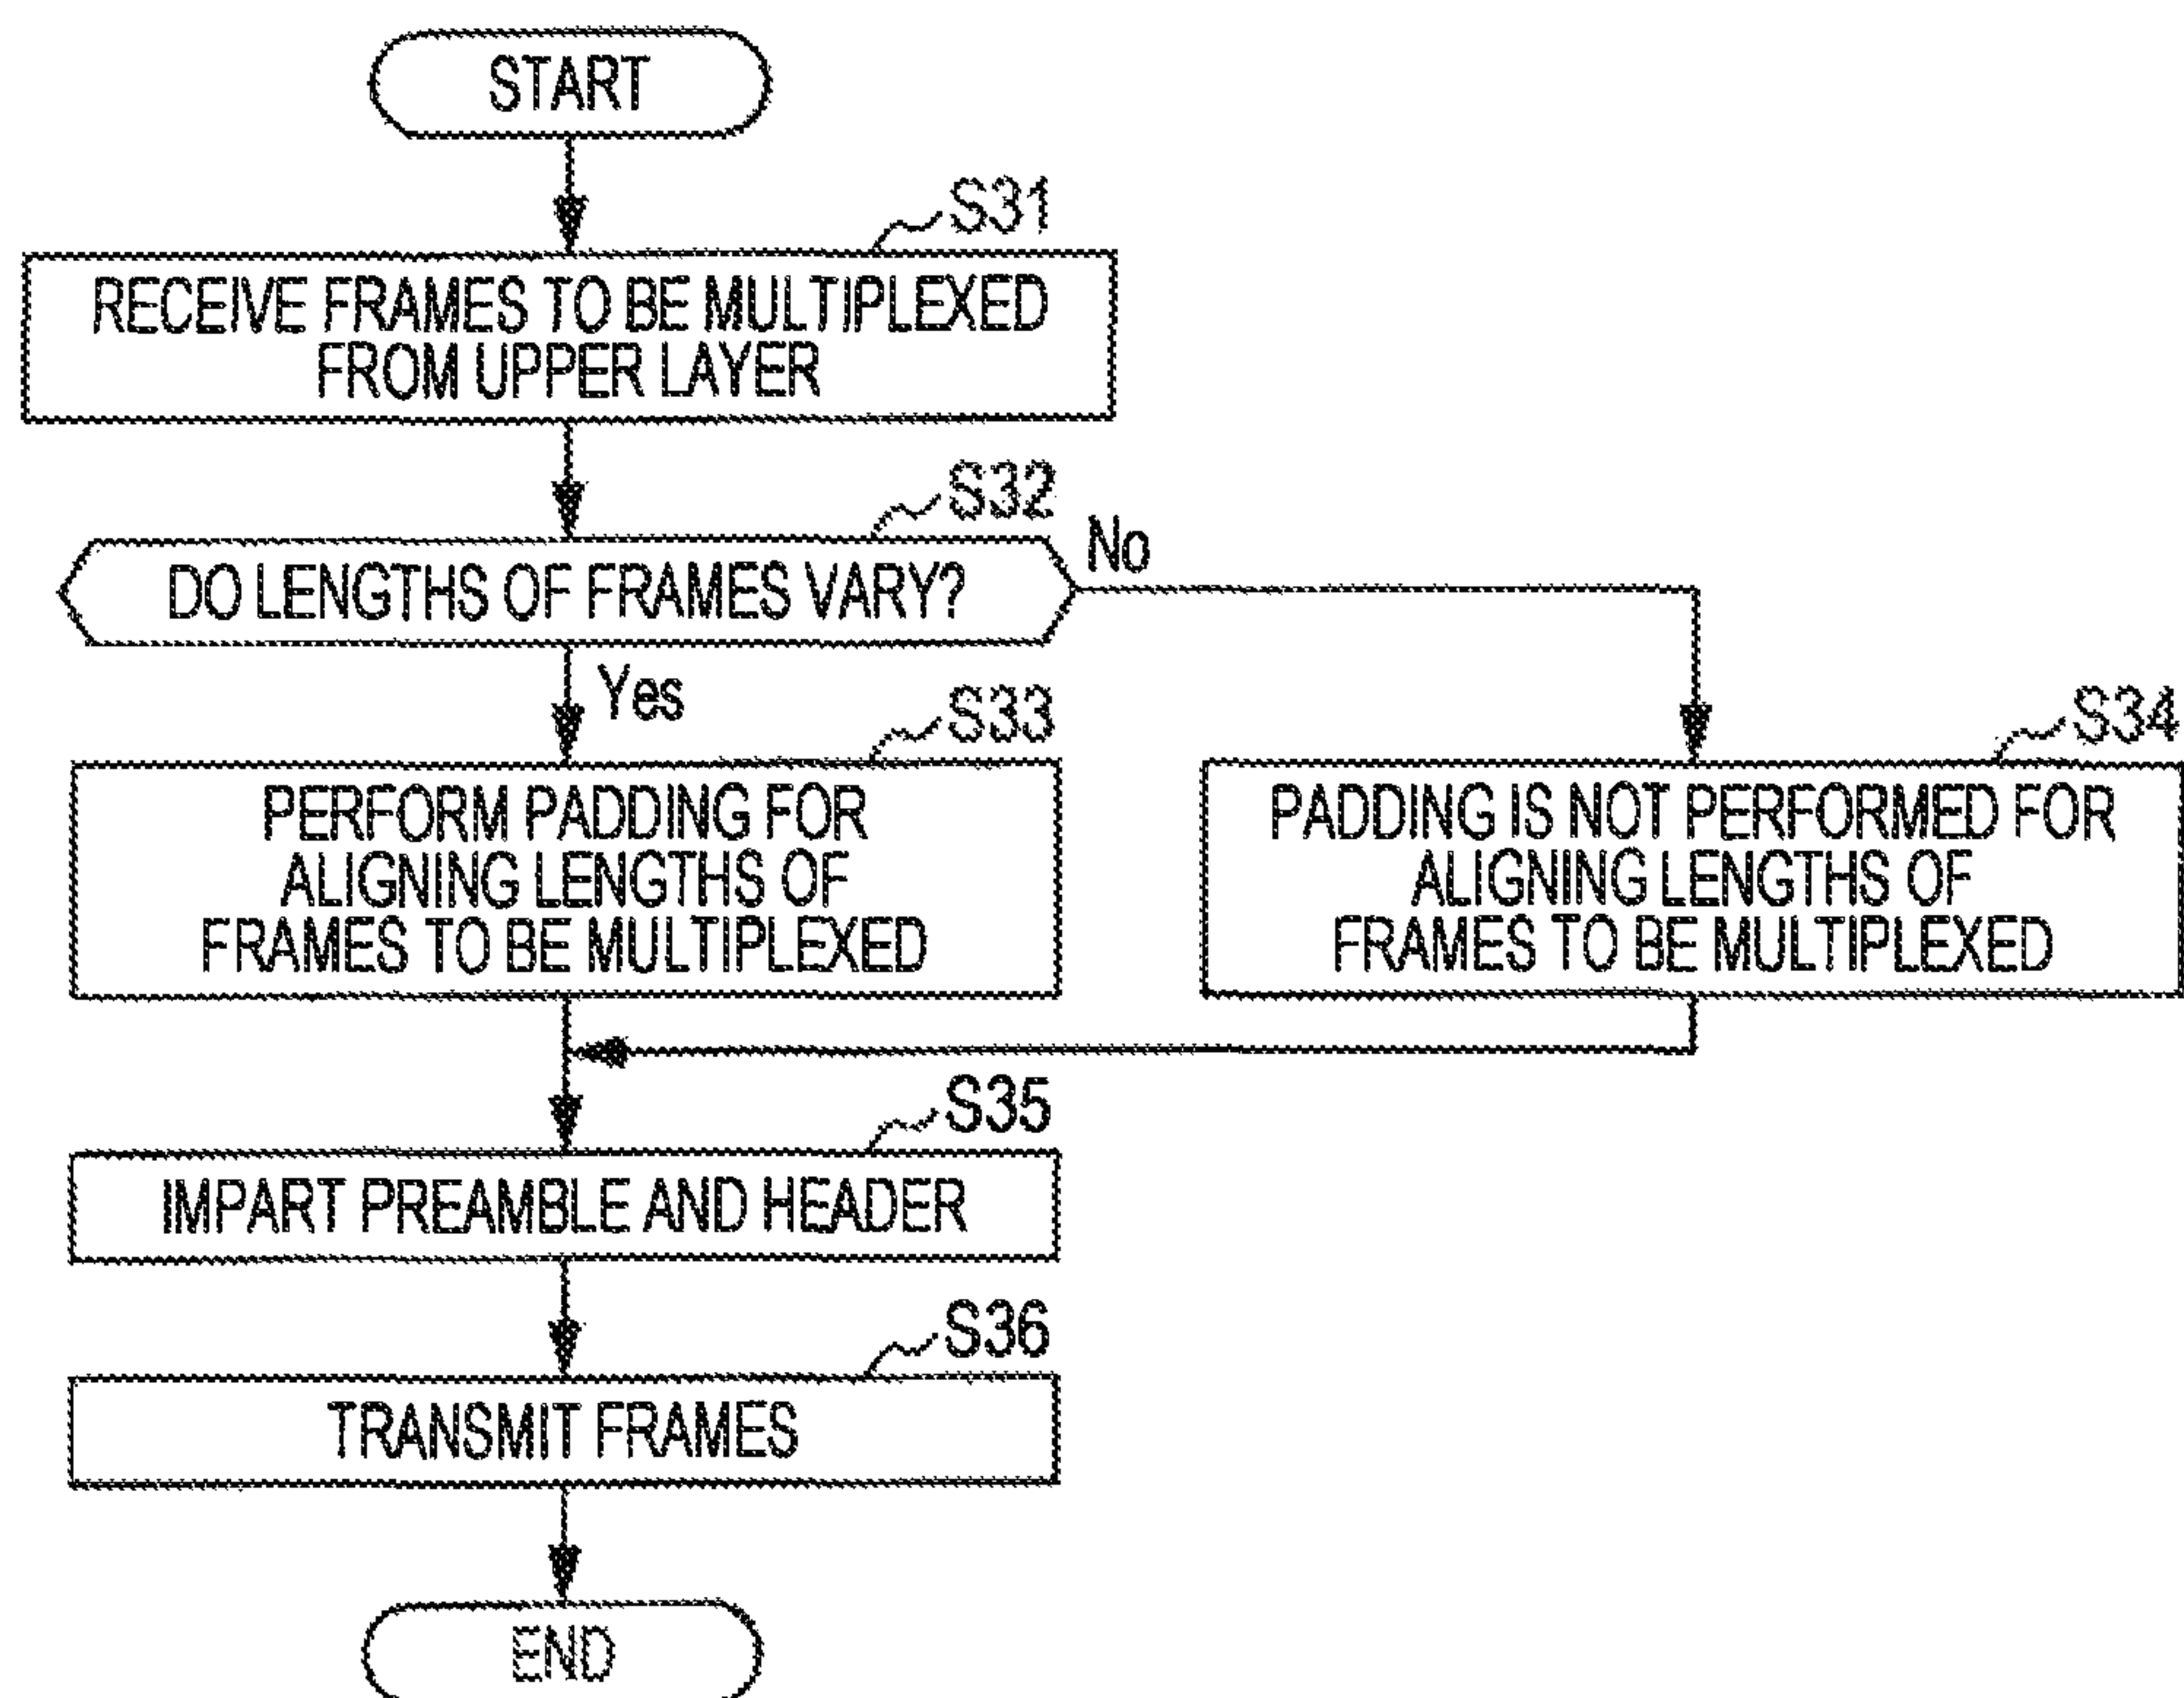 START
S31
RECEIVE FRAMES TO BE MULTIPLEXED
FROM UPPER LAYER
S32
DO LENGTHS OF FRAMES VARY?
No
Yes
S33
PERFORM PADDING FOR
ALIGNING LENGTHS OF
FRAMES TO BE MULTIPLEXED
S34
PADDING IS NOT PERFORMED FOR
ALIGNING LENGTHS OF
FRAMES TO BE MULTIPLEXED
S35
IMPART PREAMBLE AND HEADER
S36
TRANSMIT FRAMES
END